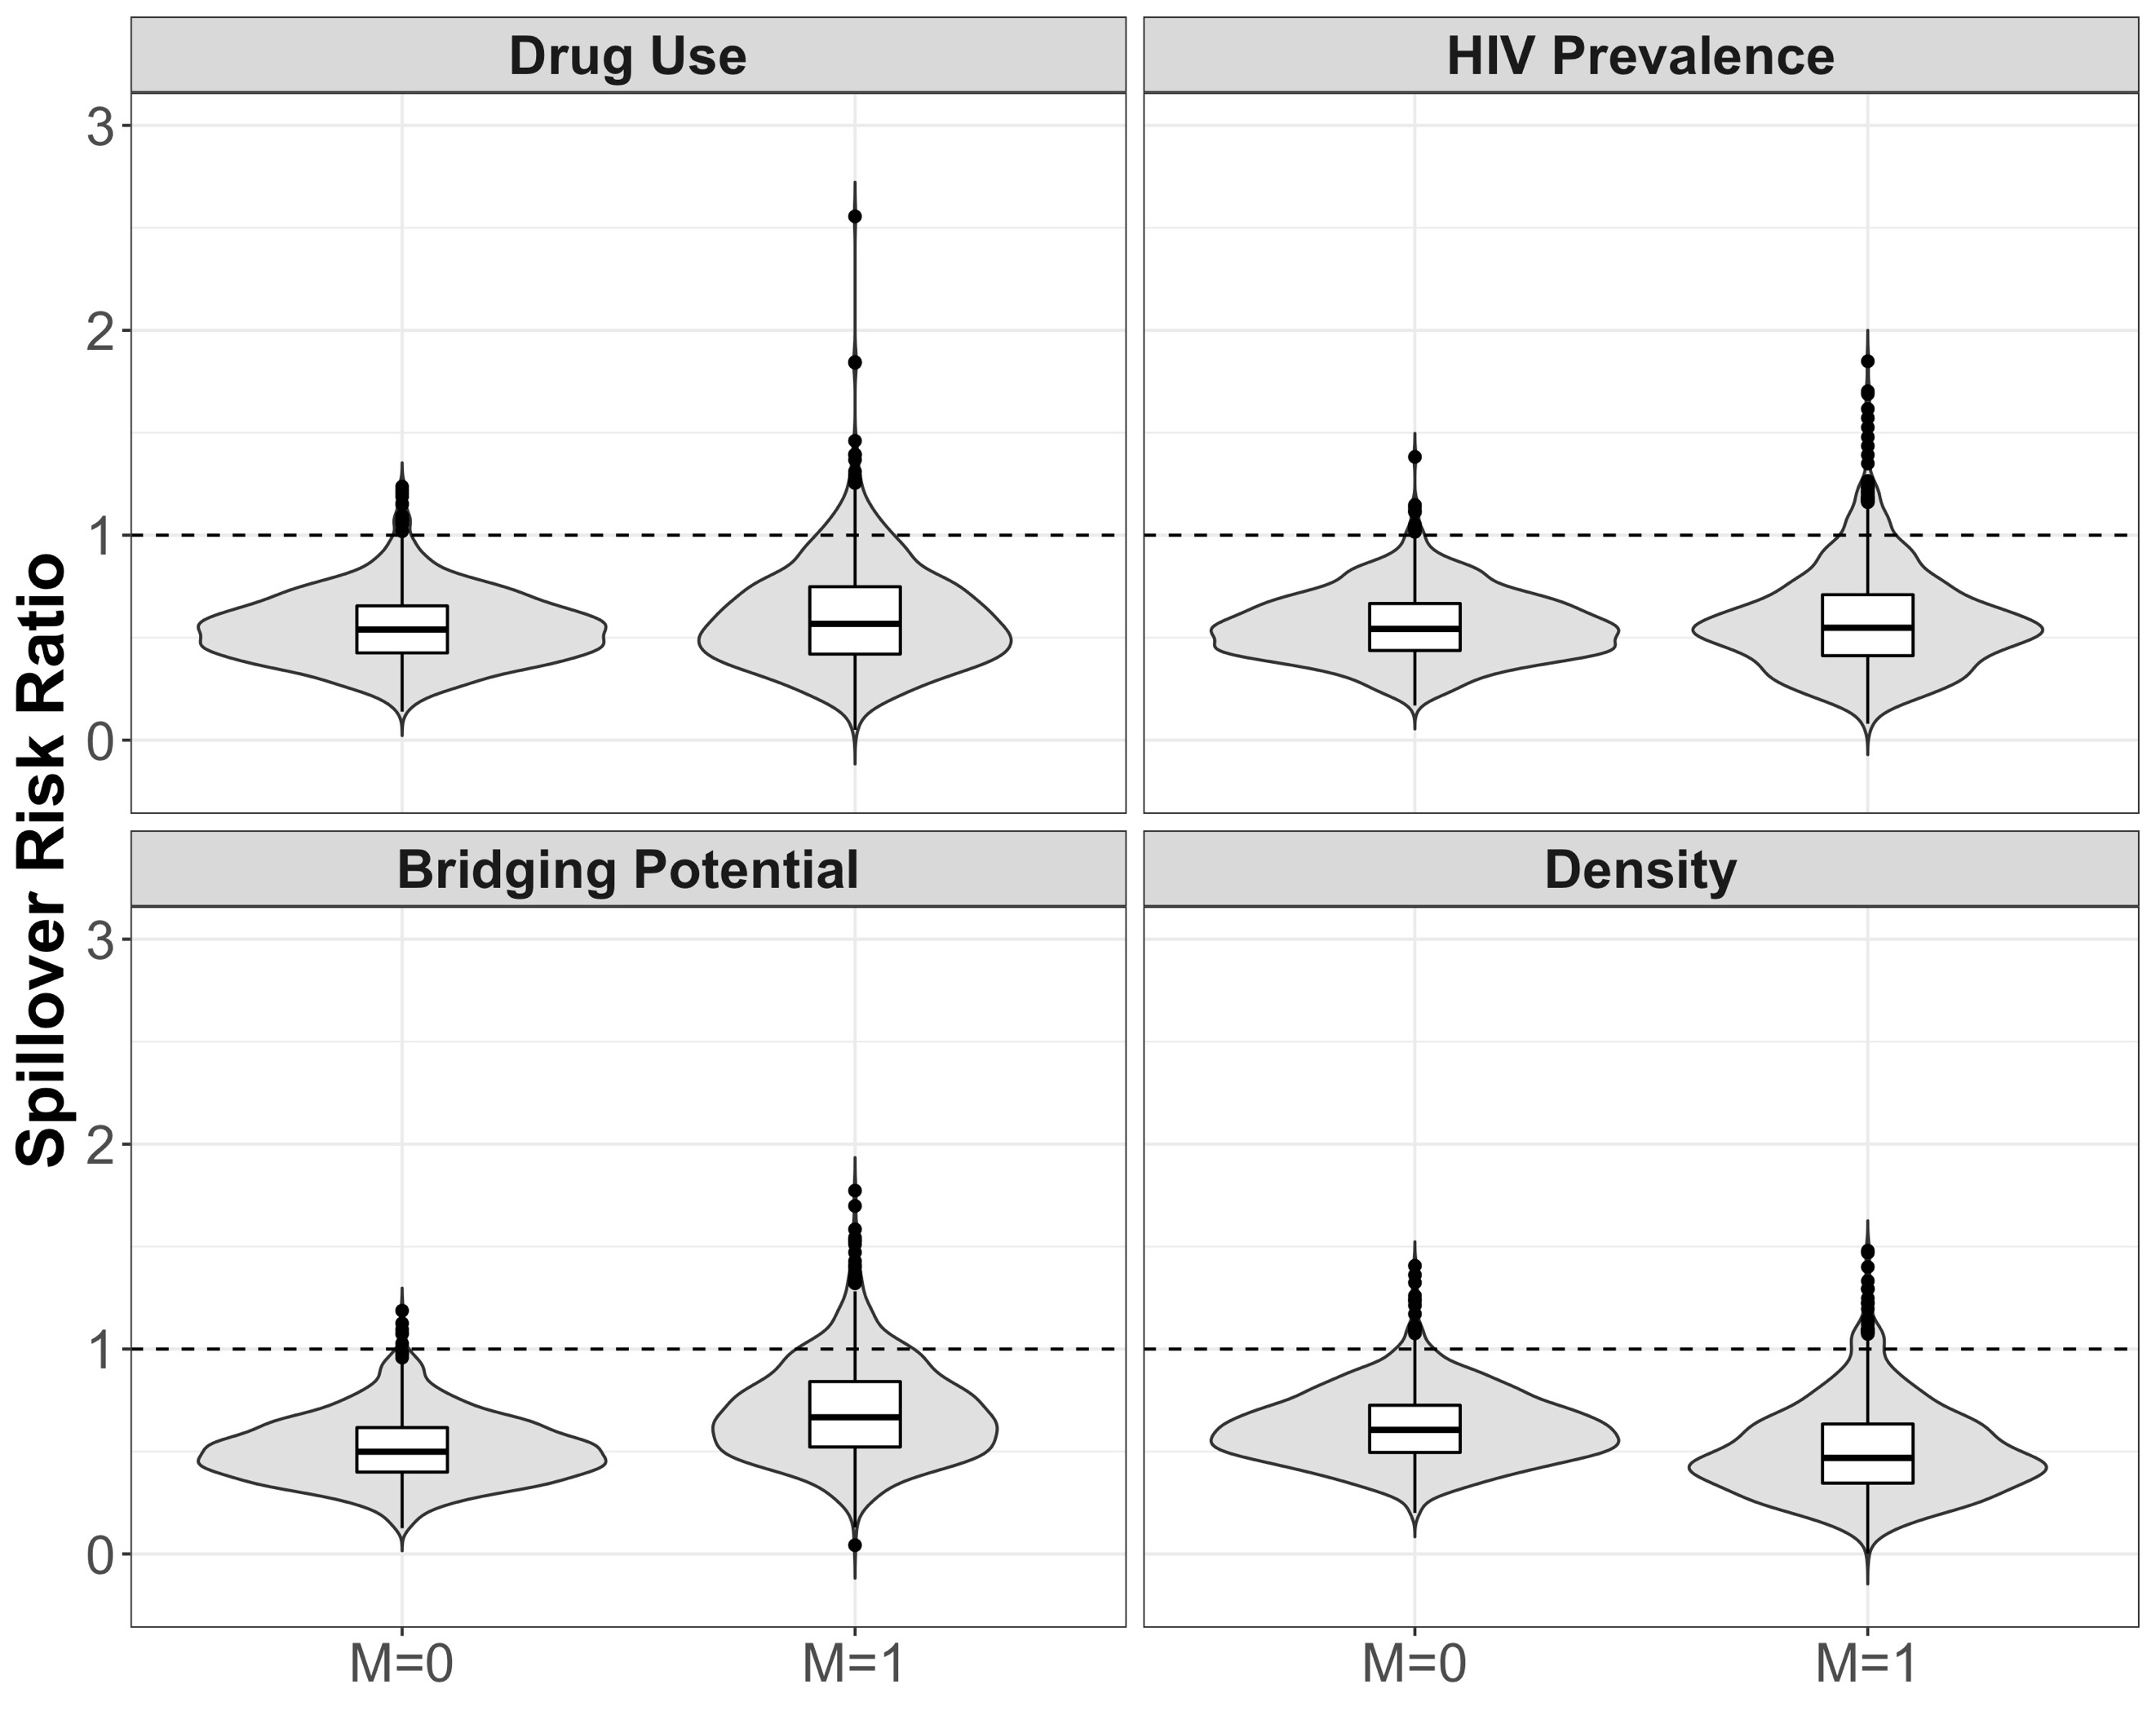 Spillover Risk Ratio
Drug Use
HIV Prevalence
3
2
1
0
Bridging Potential
Density
3
2
1
0
M=0
M=1
M=0
M=1